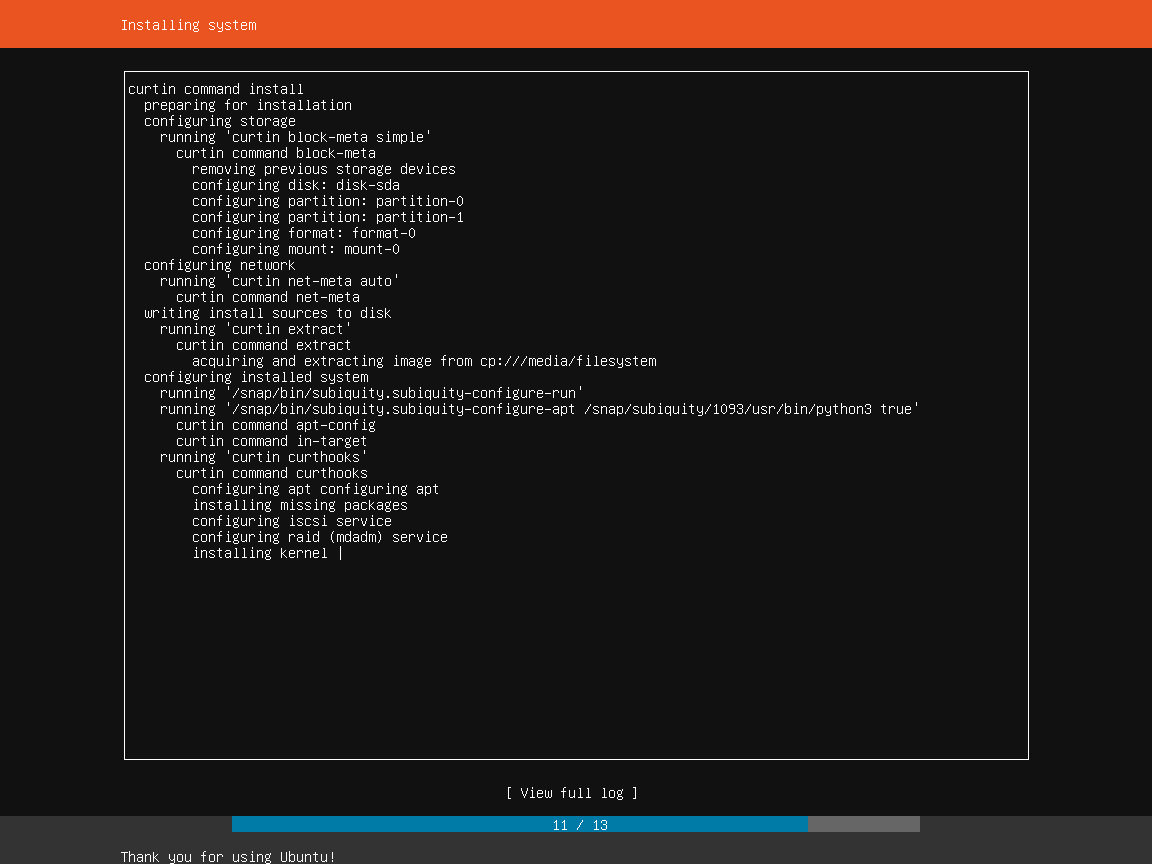 Installing system
curtin command install
preparing for installation
configuring storage
running 'curtin block-meta simple'
curtin command block-meta
removing previous storage devices
configuring disk: disk-sda
configuring partition: partition-0
configuring partition: partition-1
configuring format: format-0
configuring mount: mount-0
configuring network
running 'curtin net-meta auto'
curtin command net-meta
writing install sources to disk
running 'curtin extract'
curtin command extract
acquiring and extracting image from cp:///media/filesystem
configuring installed system
running '/snap/bin/subiquity.subiquity-configure-run'
running '/snap/bin/subiquity.subiquity-configure-apt /snap/subiquity/1093/usr/bin/python3 true'
curtin command apt-config
curtin command in-target
running 'curtin curthooks'
curtin command curthooks
configuring apt configuring apt
installing missing packages
configuring iscsi service
configuring raid (mdadm) service
installing kernel |
[ View full log ]
11 / 13
Thank you for using Ubuntu!